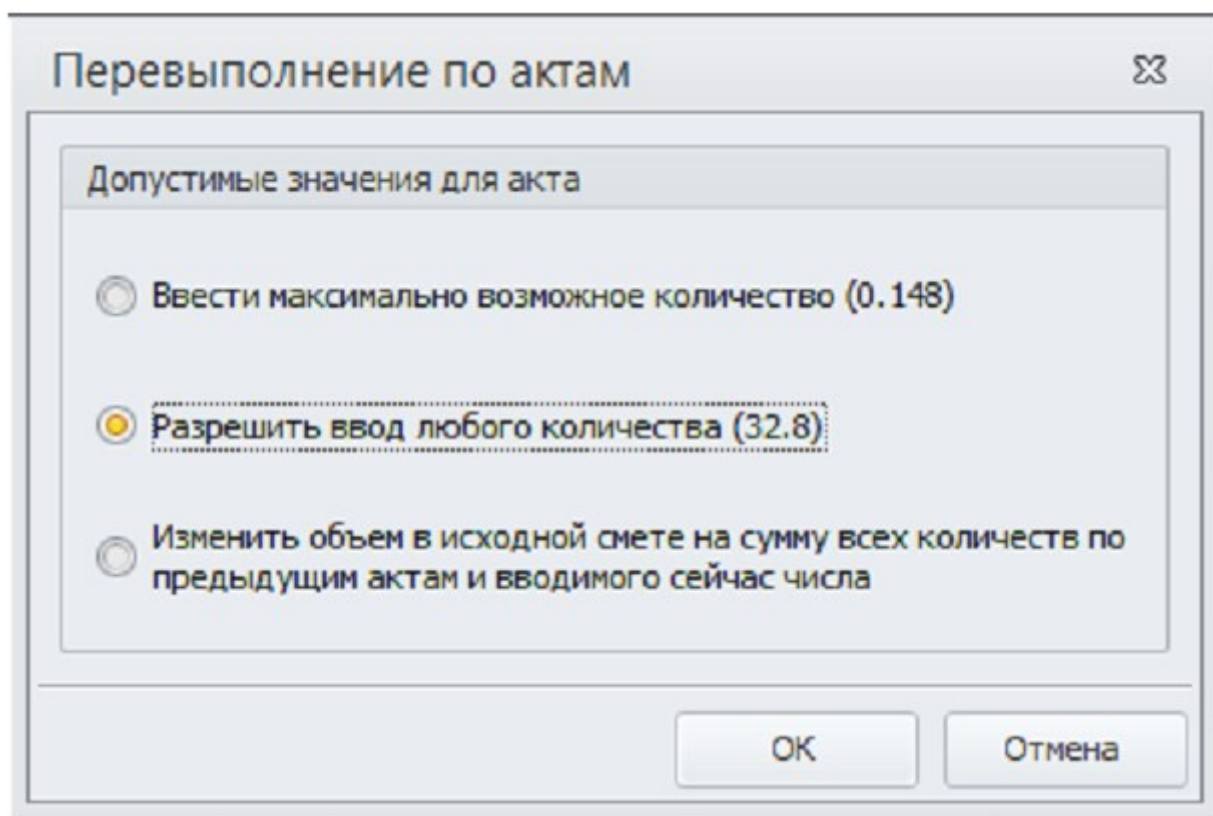 Перевыполнение по актам
Допустимые значения для акта
Ввести максимально возможное количество (0.148)
Разрешить ввод любого количества (32.8)
Изменить объем в исходной смете на сумму всех количеств по
предыдущим актам и вводимого сейчас числа
ОК Отмена